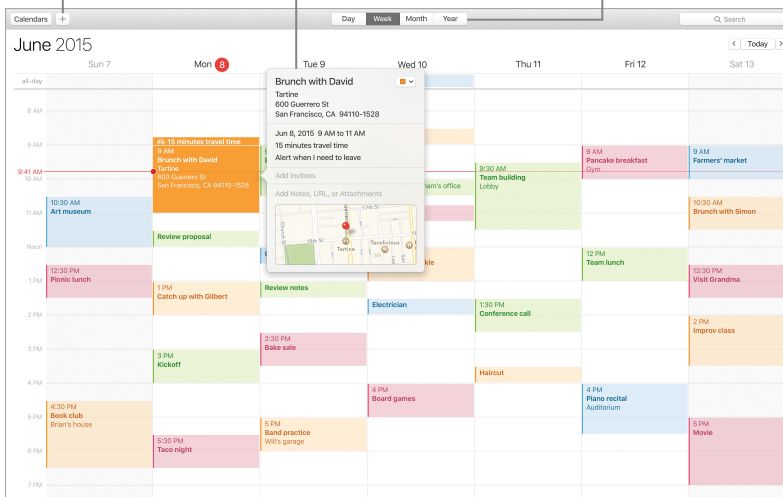 Calendars +
Day Week Month Year
Search
June 2015
< Today >
Sun 7 Mon 8 Tue 9 Wed 10 Thu 11 Fri 12 Sat 13
all-day
8 AM
9 AM
9:41 AM
10 AM
11 AM
Noon
1 PM
2 PM
3 PM
4 PM
5 PM
6 PM
7 PM
10:30 AM
Art museum
12:30 PM
Picnic lunch
4:30 PM
Book club
Brian's house
15 minutes travel time
9 AM
Brunch with David
Tartine
600 Guerrero St
San Francisco, CA 94110-1528
Review proposal
1 PM
Catch up with Gilbert
3 PM
Kickoff
5:30 PM
Taco night
Brunch with David
Tartine
600 Guerrero St
San Francisco, CA 94110-1528
Jun 8, 2015 9 AM to 11 AM
15 minutes travel time
Alert when I need to leave
Add Invitees
Add Notes, URL, or Attachments
17th St
Church St
18th St
Tartine
Tacolicious
Review notes
2:30 PM
Bake sale
5 PM
Band practice
Will's garage
am's office
kie
Electrician
4 PM
Board games
9:30 AM
Team building
Lobby
1:30 PM
Conference call
Haircut
9 AM
Pancake breakfast
Gym
12 PM
Team lunch
4 PM
Piano recital
Auditorium
9 AM
Farmers' market
10:30 AM
Brunch with Simon
12:30 PM
Visit Grandma
2 PM
Improv class
5 PM
Movie